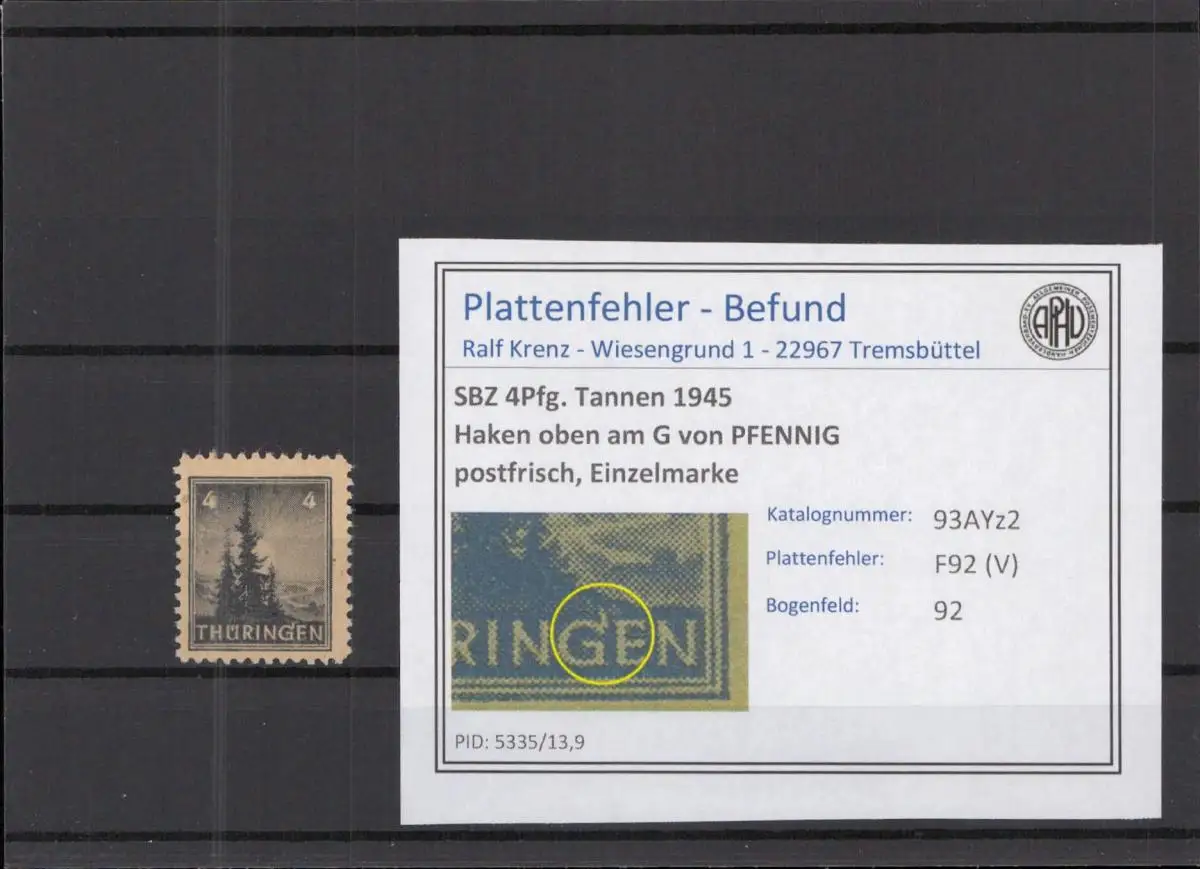 4 4
THÜRINGEN
Plattenfehler - Befund
Ralf Krenz - Wiesengrund 1 - 22967 Tremsbüttel
APHV
SBZ 4Pfg. Tannen 1945
Haken oben am G von PFENNIG
postfrisch, Einzelmarke
RINGEN
Katalognummer: 93AYz2
Plattenfehler: F92 (V)
Bogenfeld: 92
PID: 5335/13,9